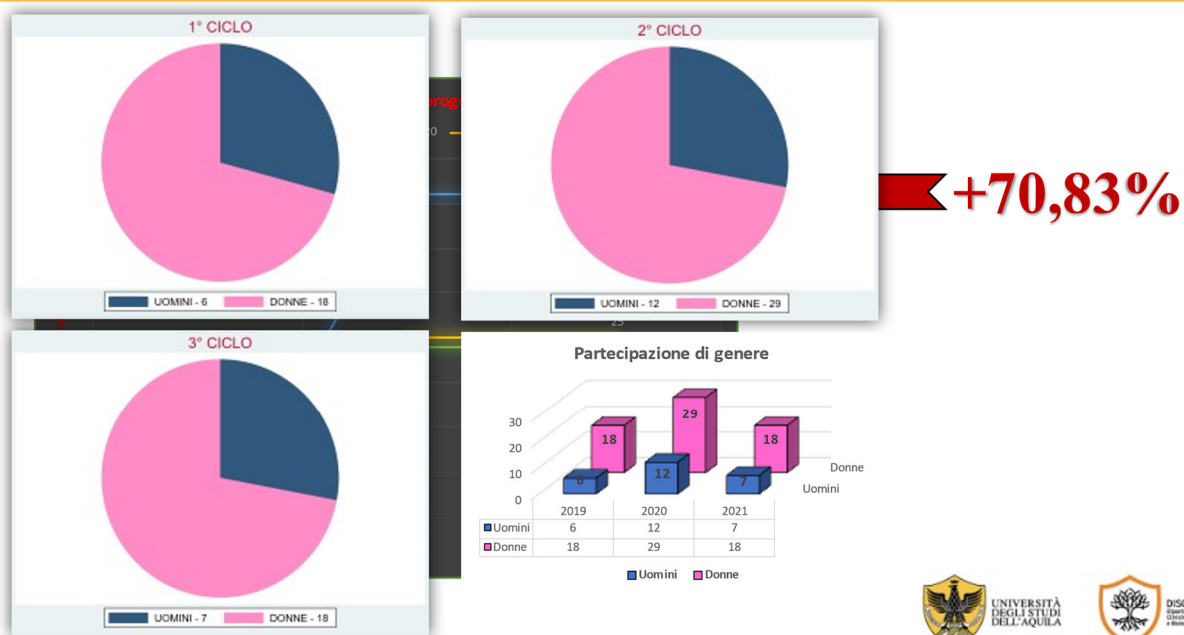 1° CICLO
UOMINI - 6 DONNE - 18
2° CICLO
UOMINI - 12 DONNE - 29
+70,83%
25
3° CICLO
UOMINI - 7 DONNE - 18
Partecipazione di genere
30
20
10
0
18
29
18
6
12
7
Donne
Uomini
2019 2020 2021
Uomini 6 12 7
Donne 18 29 18
Uomini Donne
UNIVERSITÀ
DEGLI STUDI
DELL'AQUILA